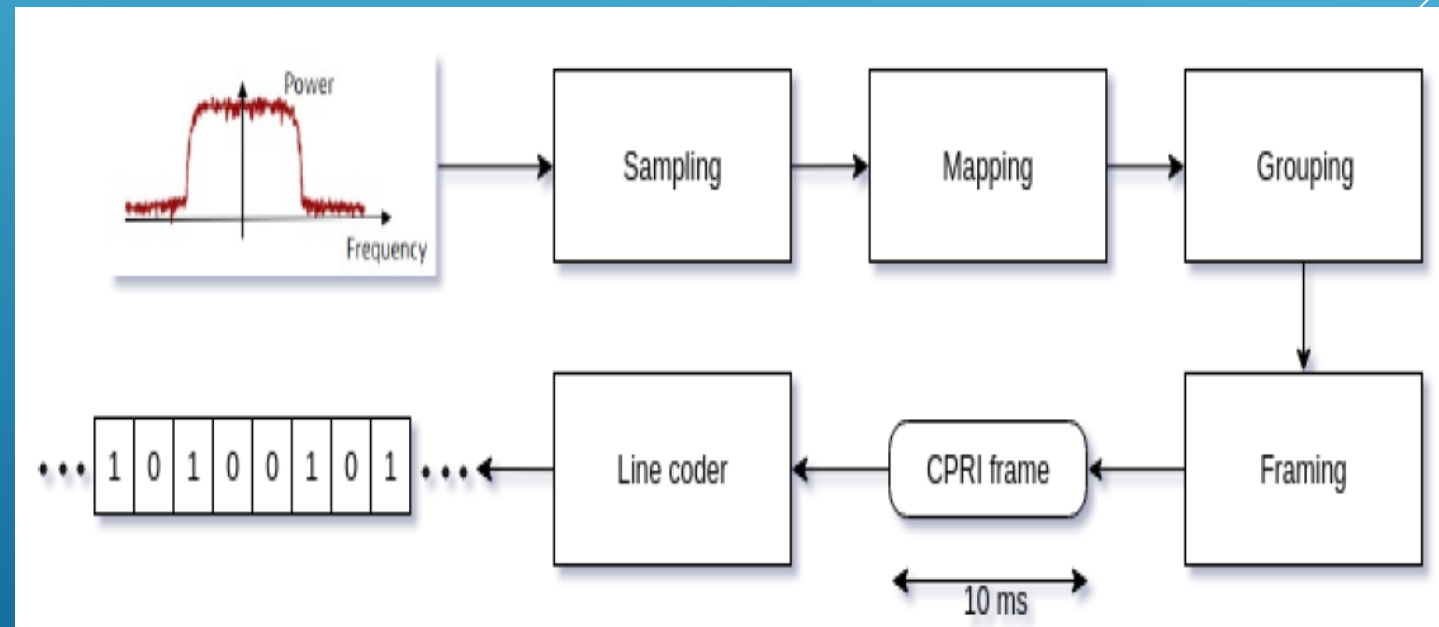 Power
Frequency
Sampling
Mapping
Grouping
Framing
CPRI frame
10 ms
Line coder
••• 1 0 1 0 0 1 0 1 •••